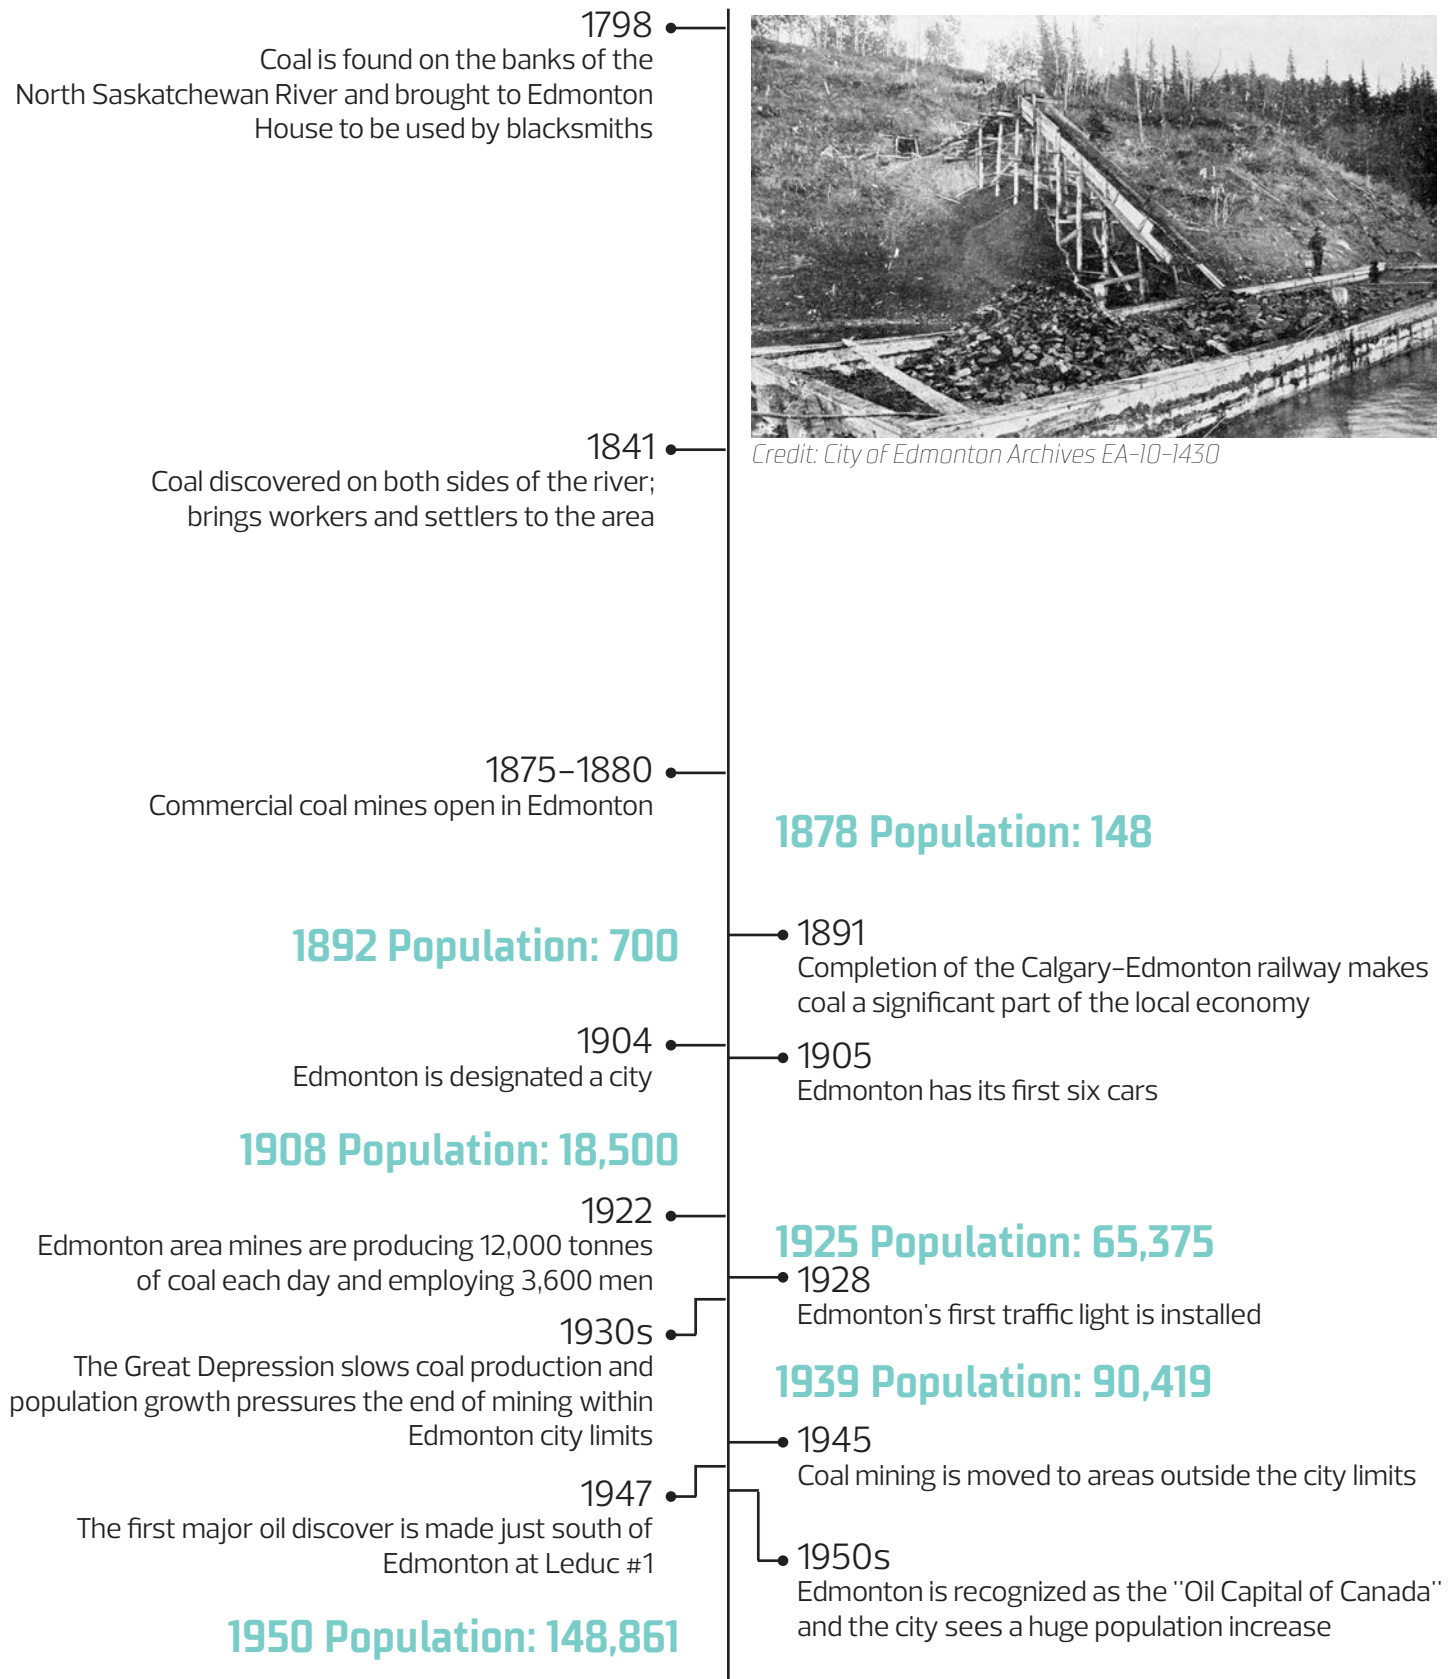 1798
Coal is found on the banks of the
North Saskatchewan River and brought to Edmonton
House to be used by blacksmiths
Credit: City of Edmonton Archives EA-10-1430
1841
Coal discovered on both sides of the river;
brings workers and settlers to the area
1875-1880
Commercial coal mines open in Edmonton
1878 Population: 148
1892 Population: 700
1891
Completion of the Calgary-Edmonton railway makes
coal a significant part of the local economy
1904
Edmonton is designated a city
1905
Edmonton has its first six cars
1908 Population: 18,500
1922
Edmonton area mines are producing 12,000 tonnes
of coal each day and employing 3,600 men
1925 Population: 65,375
1928
Edmonton's first traffic light is installed
1930s
The Great Depression slows coal production and
population growth pressures the end of mining within
Edmonton city limits
1939 Population: 90,419
1945
Coal mining is moved to areas outside the city limits
1947
The first major oil discover is made just south of
Edmonton at Leduc #1
1950s
Edmonton is recognized as the "Oil Capital of Canada"
and the city sees a huge population increase
1950 Population: 148,861